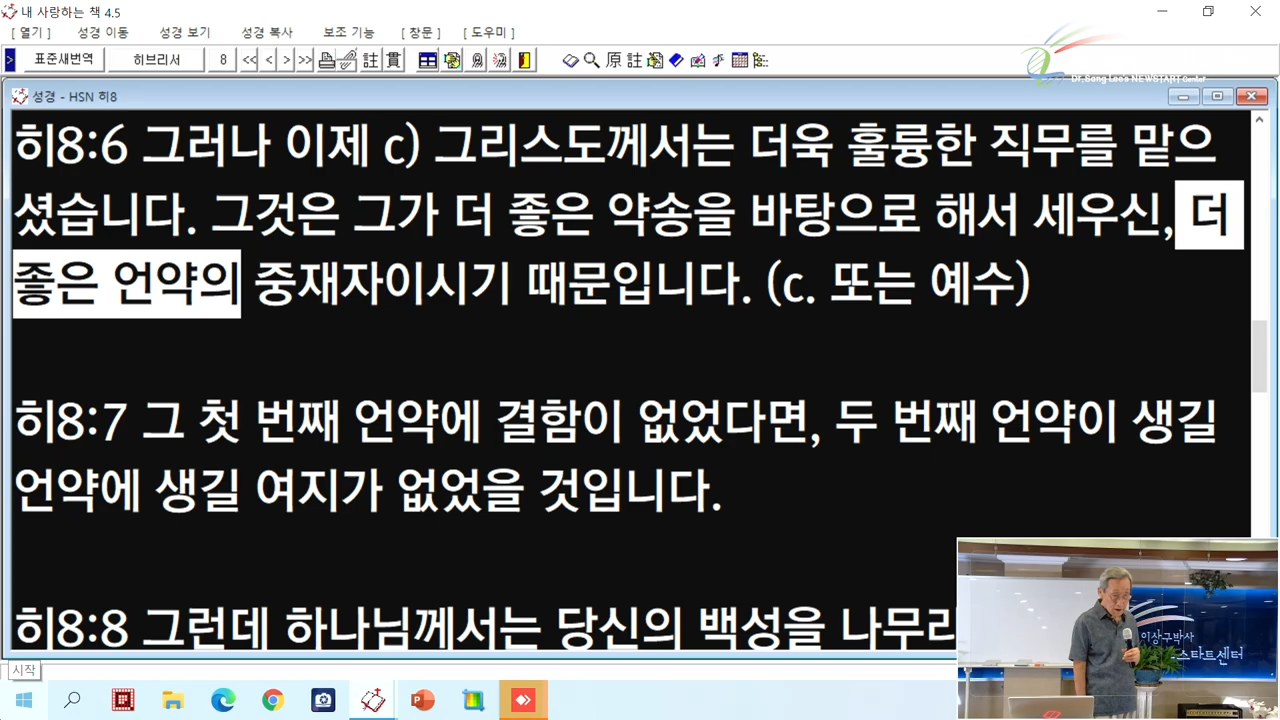 내 사랑하는 책 4.5
[ 열기 ] 성경 이동 성경 보기 성경 복사 보조 기능 [ 창문 ] [ 도우미 ]
표준새번역 히브리서 8 << < > >> 註 貫 原 註
Dr.Sang Lee's NEWSTART Center
성경 - HSN 히8
히8:6 그러나 이제 c) 그리스도께서는 더욱 훌륭한 직무를 맡으
셨습니다. 그것은 그가 더 좋은 약송을 바탕으로 해서 세우신, 더
좋은 언약의 중재자이시기 때문입니다. (c. 또는 예수)
히8:7 그 첫 번째 언약에 결함이 없었다면, 두 번째 언약이 생길
언약에 생길 여지가 없었을 것입니다.
히8:8 그런데 하나님께서는 당신의 백성을 나무라
이상구박사
스타트센터
시작